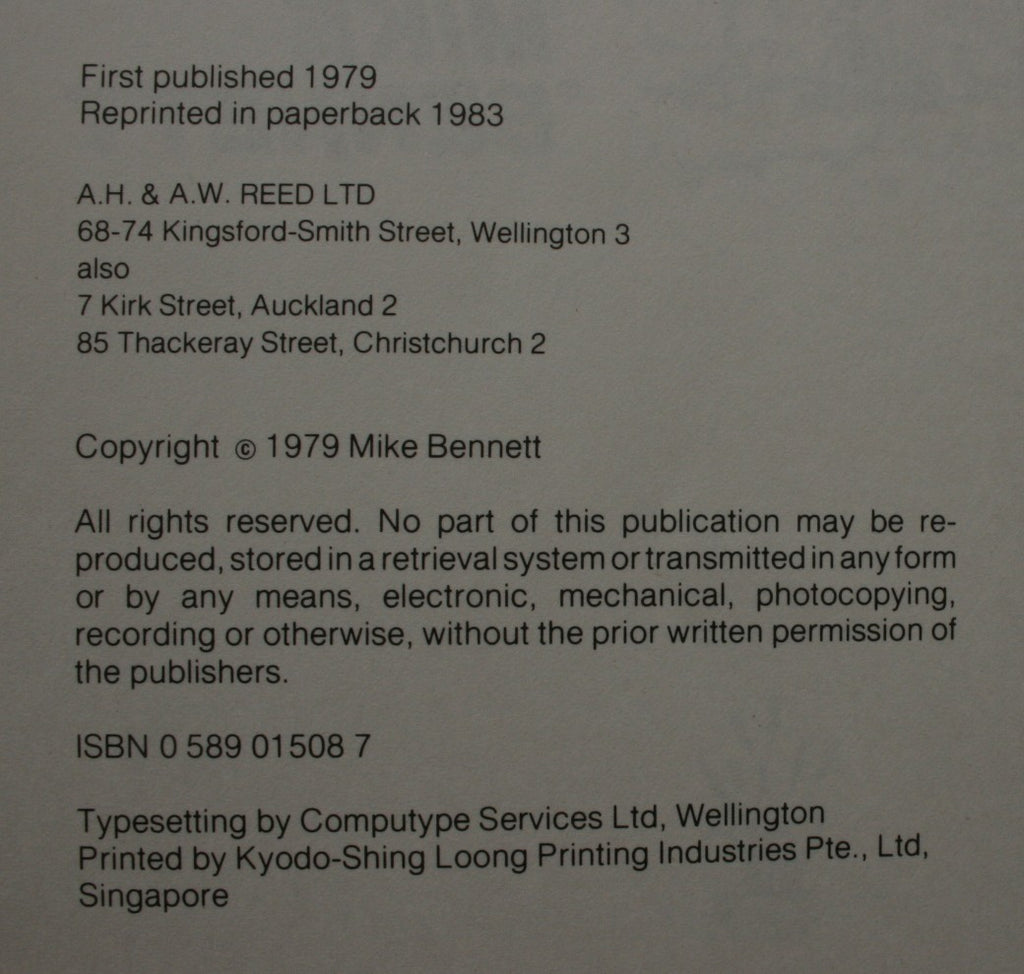 First published 1979
Reprinted in paperback 1983
A.H. & A.W. REED LTD
68-74 Kingsford-Smith Street, Wellington 3
also
7 Kirk Street, Auckland 2
85 Thackeray Street, Christchurch 2
Copyright © 1979 Mike Bennett
All rights reserved. No part of this publication may be re-
produced, stored in a retrieval system or transmitted in any form
or by any means, electronic, mechanical, photocopying,
recording or otherwise, without the prior written permission of
the publishers.
ISBN 0 589 01508 7
Typesetting by Computype Services Ltd, Wellington
Printed by Kyodo-Shing Loong Printing Industries Pte., Ltd,
Singapore